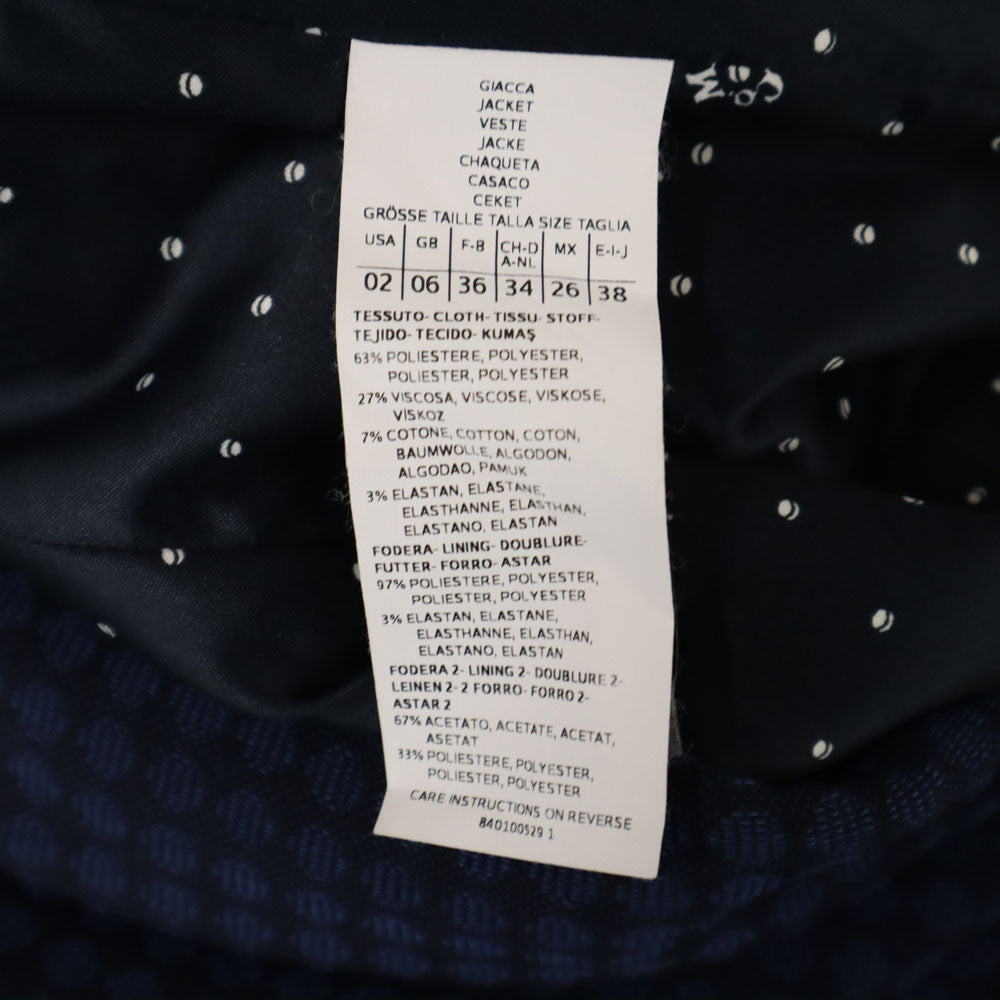 GIACCA
JACKET
VESTE
JACKE
CHAQUETA
CASACO
CEKET
GRÖSSE TAILLE TALLA SIZE TAGLIA
USA GB F-B CH-D A-NL MX E-I-J
02 06 36 34 26 38
TESSUTO- CLOTH- TISSU- STOFF-
TEJIDO- TECIDO- KUMAŞ
63% POLIESTERE, POLYESTER,
POLIESTER, POLYESTER
27% VISCOSA, VISCOSE, VISKOSE,
VISKOZ
7% COTONE, COTTON, COTON,
BAUMWOLLE, ALGODON,
ALGODAO, PAMUK
3% ELASTAN, ELASTANE,
ELASTHANNE, ELASTHAN,
ELASTANO, ELASTAN
FODERA- LINING- DOUBLURE-
FUTTER- FORRO- ASTAR
97% POLIESTERE, POLYESTER,
POLIESTER, POLYESTER
3% ELASTAN, ELASTANE,
ELASTHANNE, ELASTHAN,
ELASTANO, ELASTAN
FODERA 2- LINING 2- DOUBLURE 2-
LEINEN 2- 2 FORRO- FORRO 2-
ASTAR 2
67% ACETATO, ACETATE, ACETAT,
ASETAT
33% POLIESTERE, POLYESTER,
POLIESTER, POLYESTER
CARE INSTRUCTIONS ON REVERSE
840100529 1